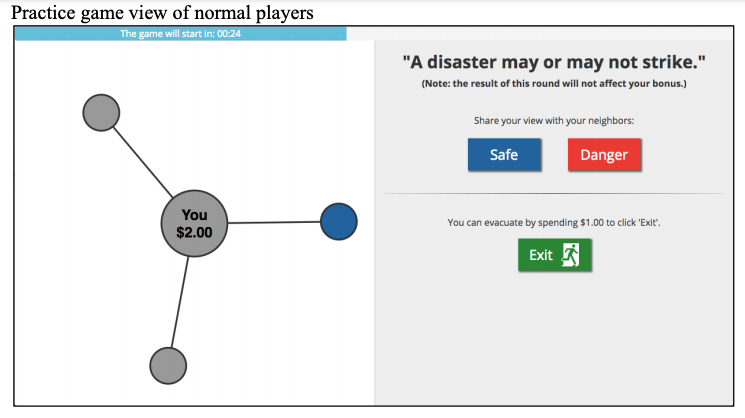 Practice game view of normal players
The game will start in: 00:24
"A disaster may or may not strike."
(Note: the result of this round will not affect your bonus.)
Share your view with your neighbors:
Safe
Danger
You
$2.00
You can evacuate by spending $1.00 to click 'Exit'.
Exit